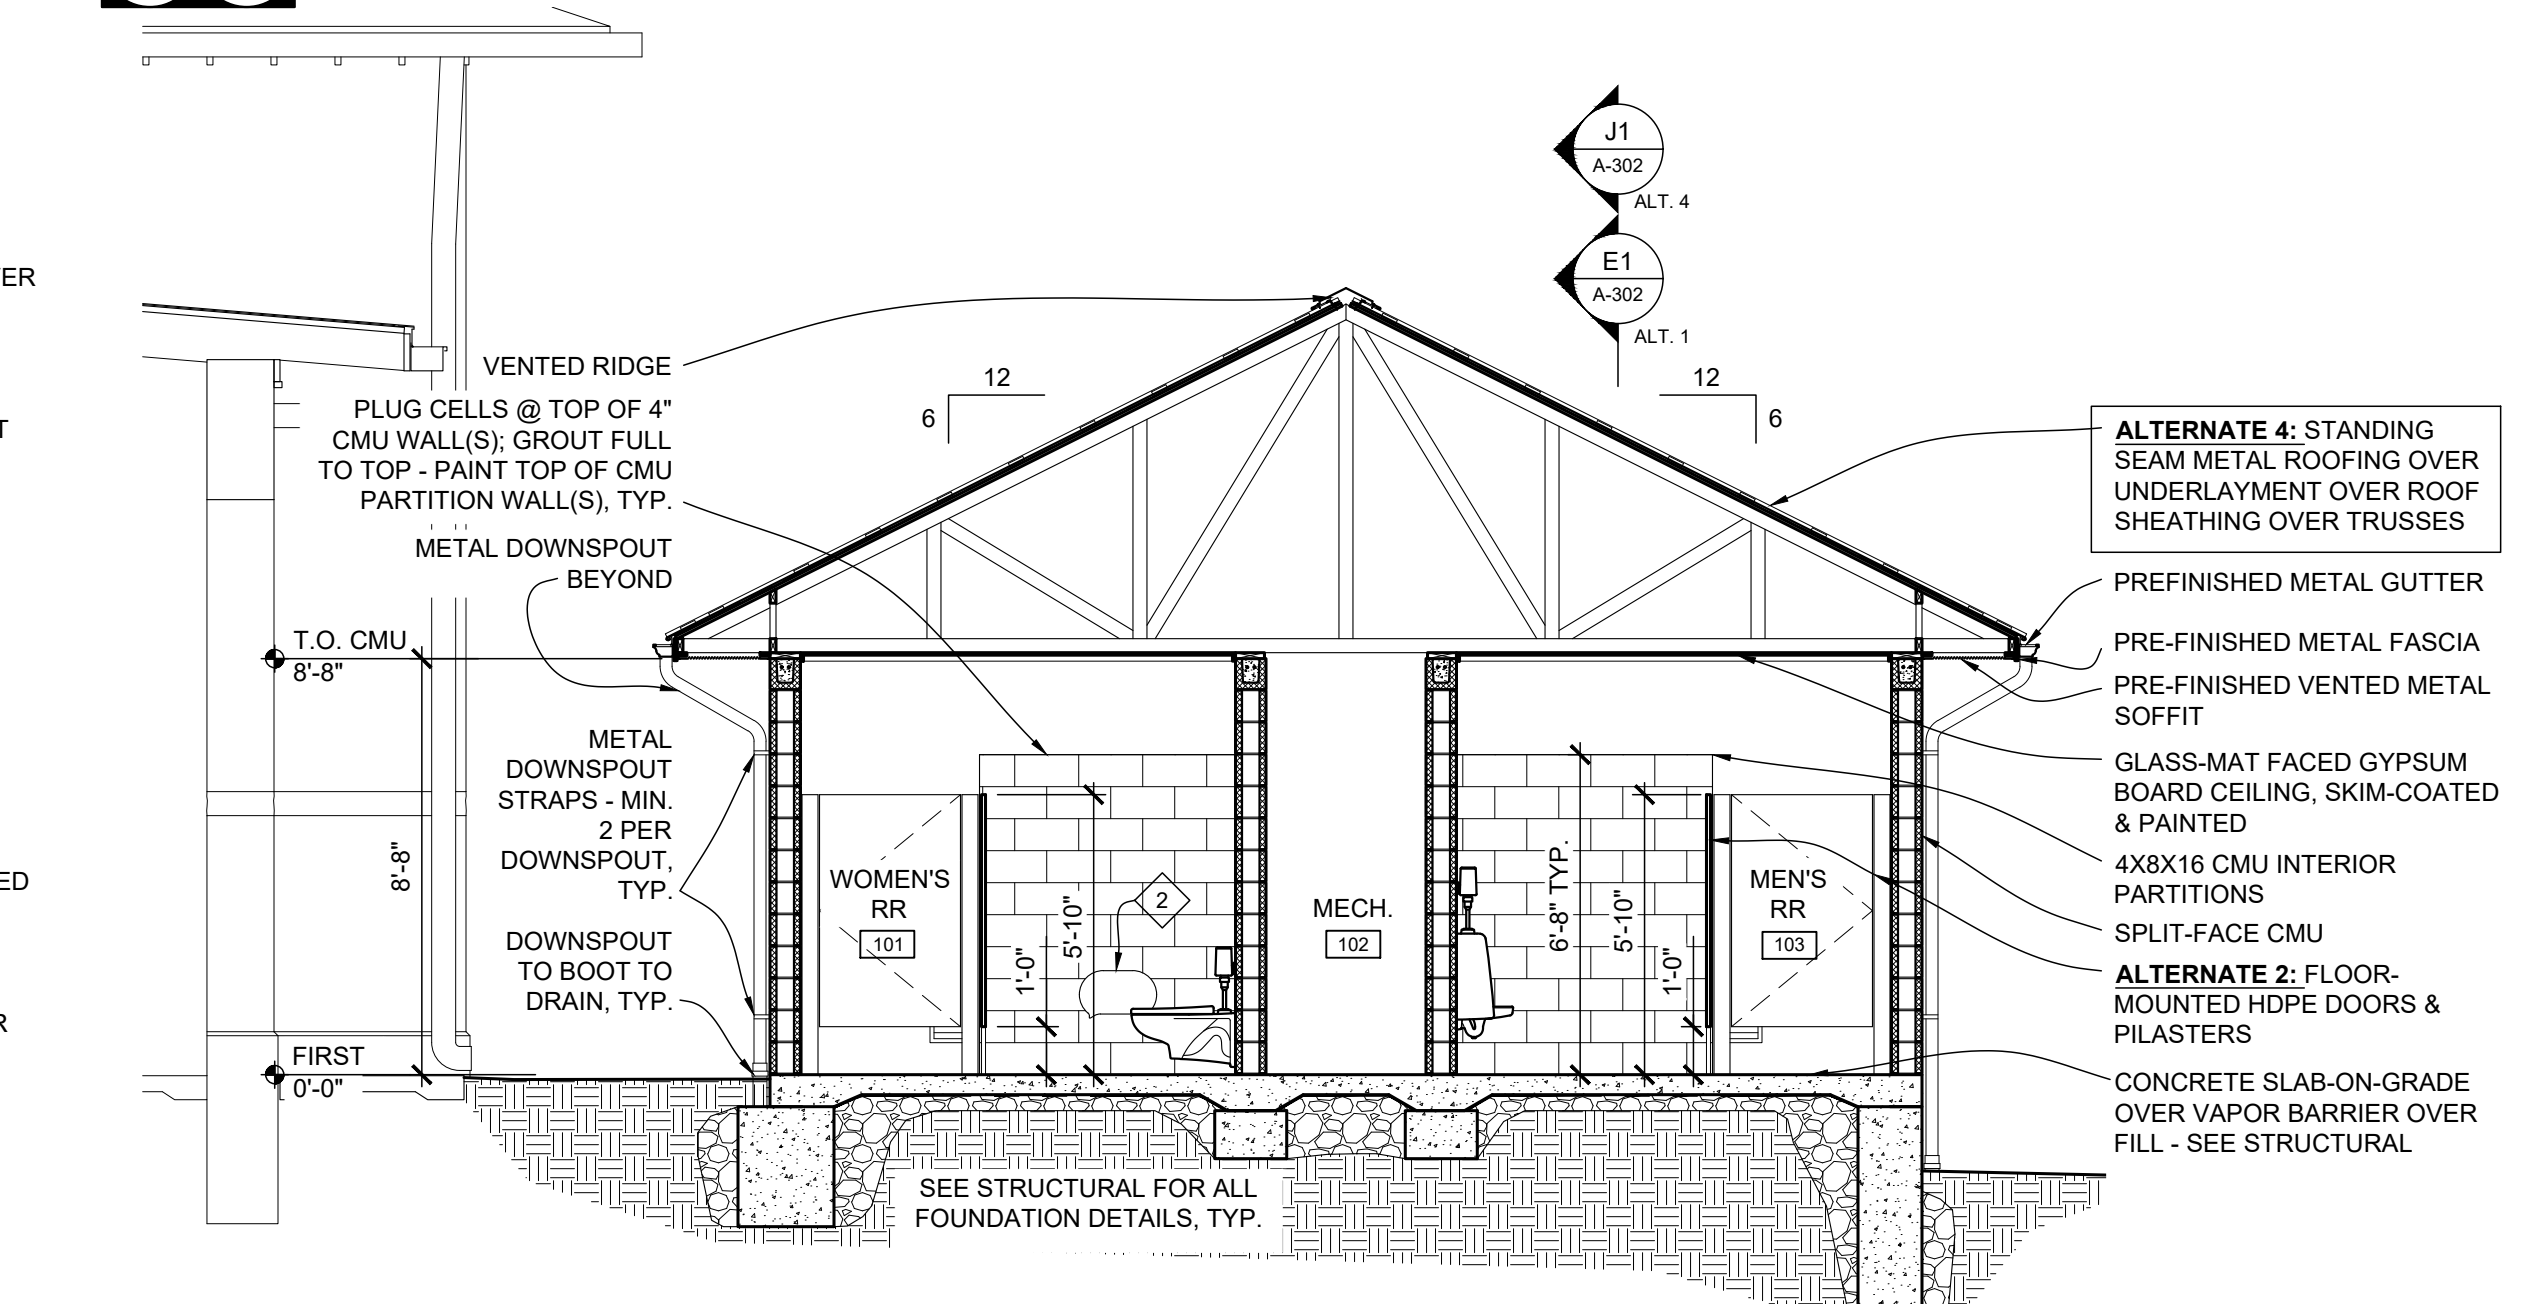 J1
A-302
ALT. 4
E1
A-302
ALT. 1
12
6
12
6
VENTED RIDGE
PLUG CELLS @ TOP OF 4"
CMU WALL(S); GROUT FULL
TO TOP - PAINT TOP OF CMU
PARTITION WALL(S), TYP.
METAL DOWNSPOUT
BEYOND
T.O. CMU
8'-8"
METAL
DOWNSPOUT
STRAPS - MIN.
2 PER
DOWNSPOUT,
TYP.
8'-8"
DOWNSPOUT
TO BOOT TO
DRAIN, TYP.
FIRST
0'-0"
WOMEN'S
RR
101
1'-0"
5'-10"
2
MECH.
102
6'-8" TYP.
5'-10"
1'-0"
MEN'S
RR
103
SEE STRUCTURAL FOR ALL
FOUNDATION DETAILS, TYP.
ALTERNATE 4: STANDING
SEAM METAL ROOFING OVER
UNDERLAYMENT OVER ROOF
SHEATHING OVER TRUSSES
PREFINISHED METAL GUTTER
PRE-FINISHED METAL FASCIA
PRE-FINISHED VENTED METAL
SOFFIT
GLASS-MAT FACED GYPSUM
BOARD CEILING, SKIM-COATED
& PAINTED
4X8X16 CMU INTERIOR
PARTITIONS
SPLIT-FACE CMU
ALTERNATE 2: FLOOR-
MOUNTED HDPE DOORS &
PILASTERS
CONCRETE SLAB-ON-GRADE
OVER VAPOR BARRIER OVER
FILL - SEE STRUCTURAL